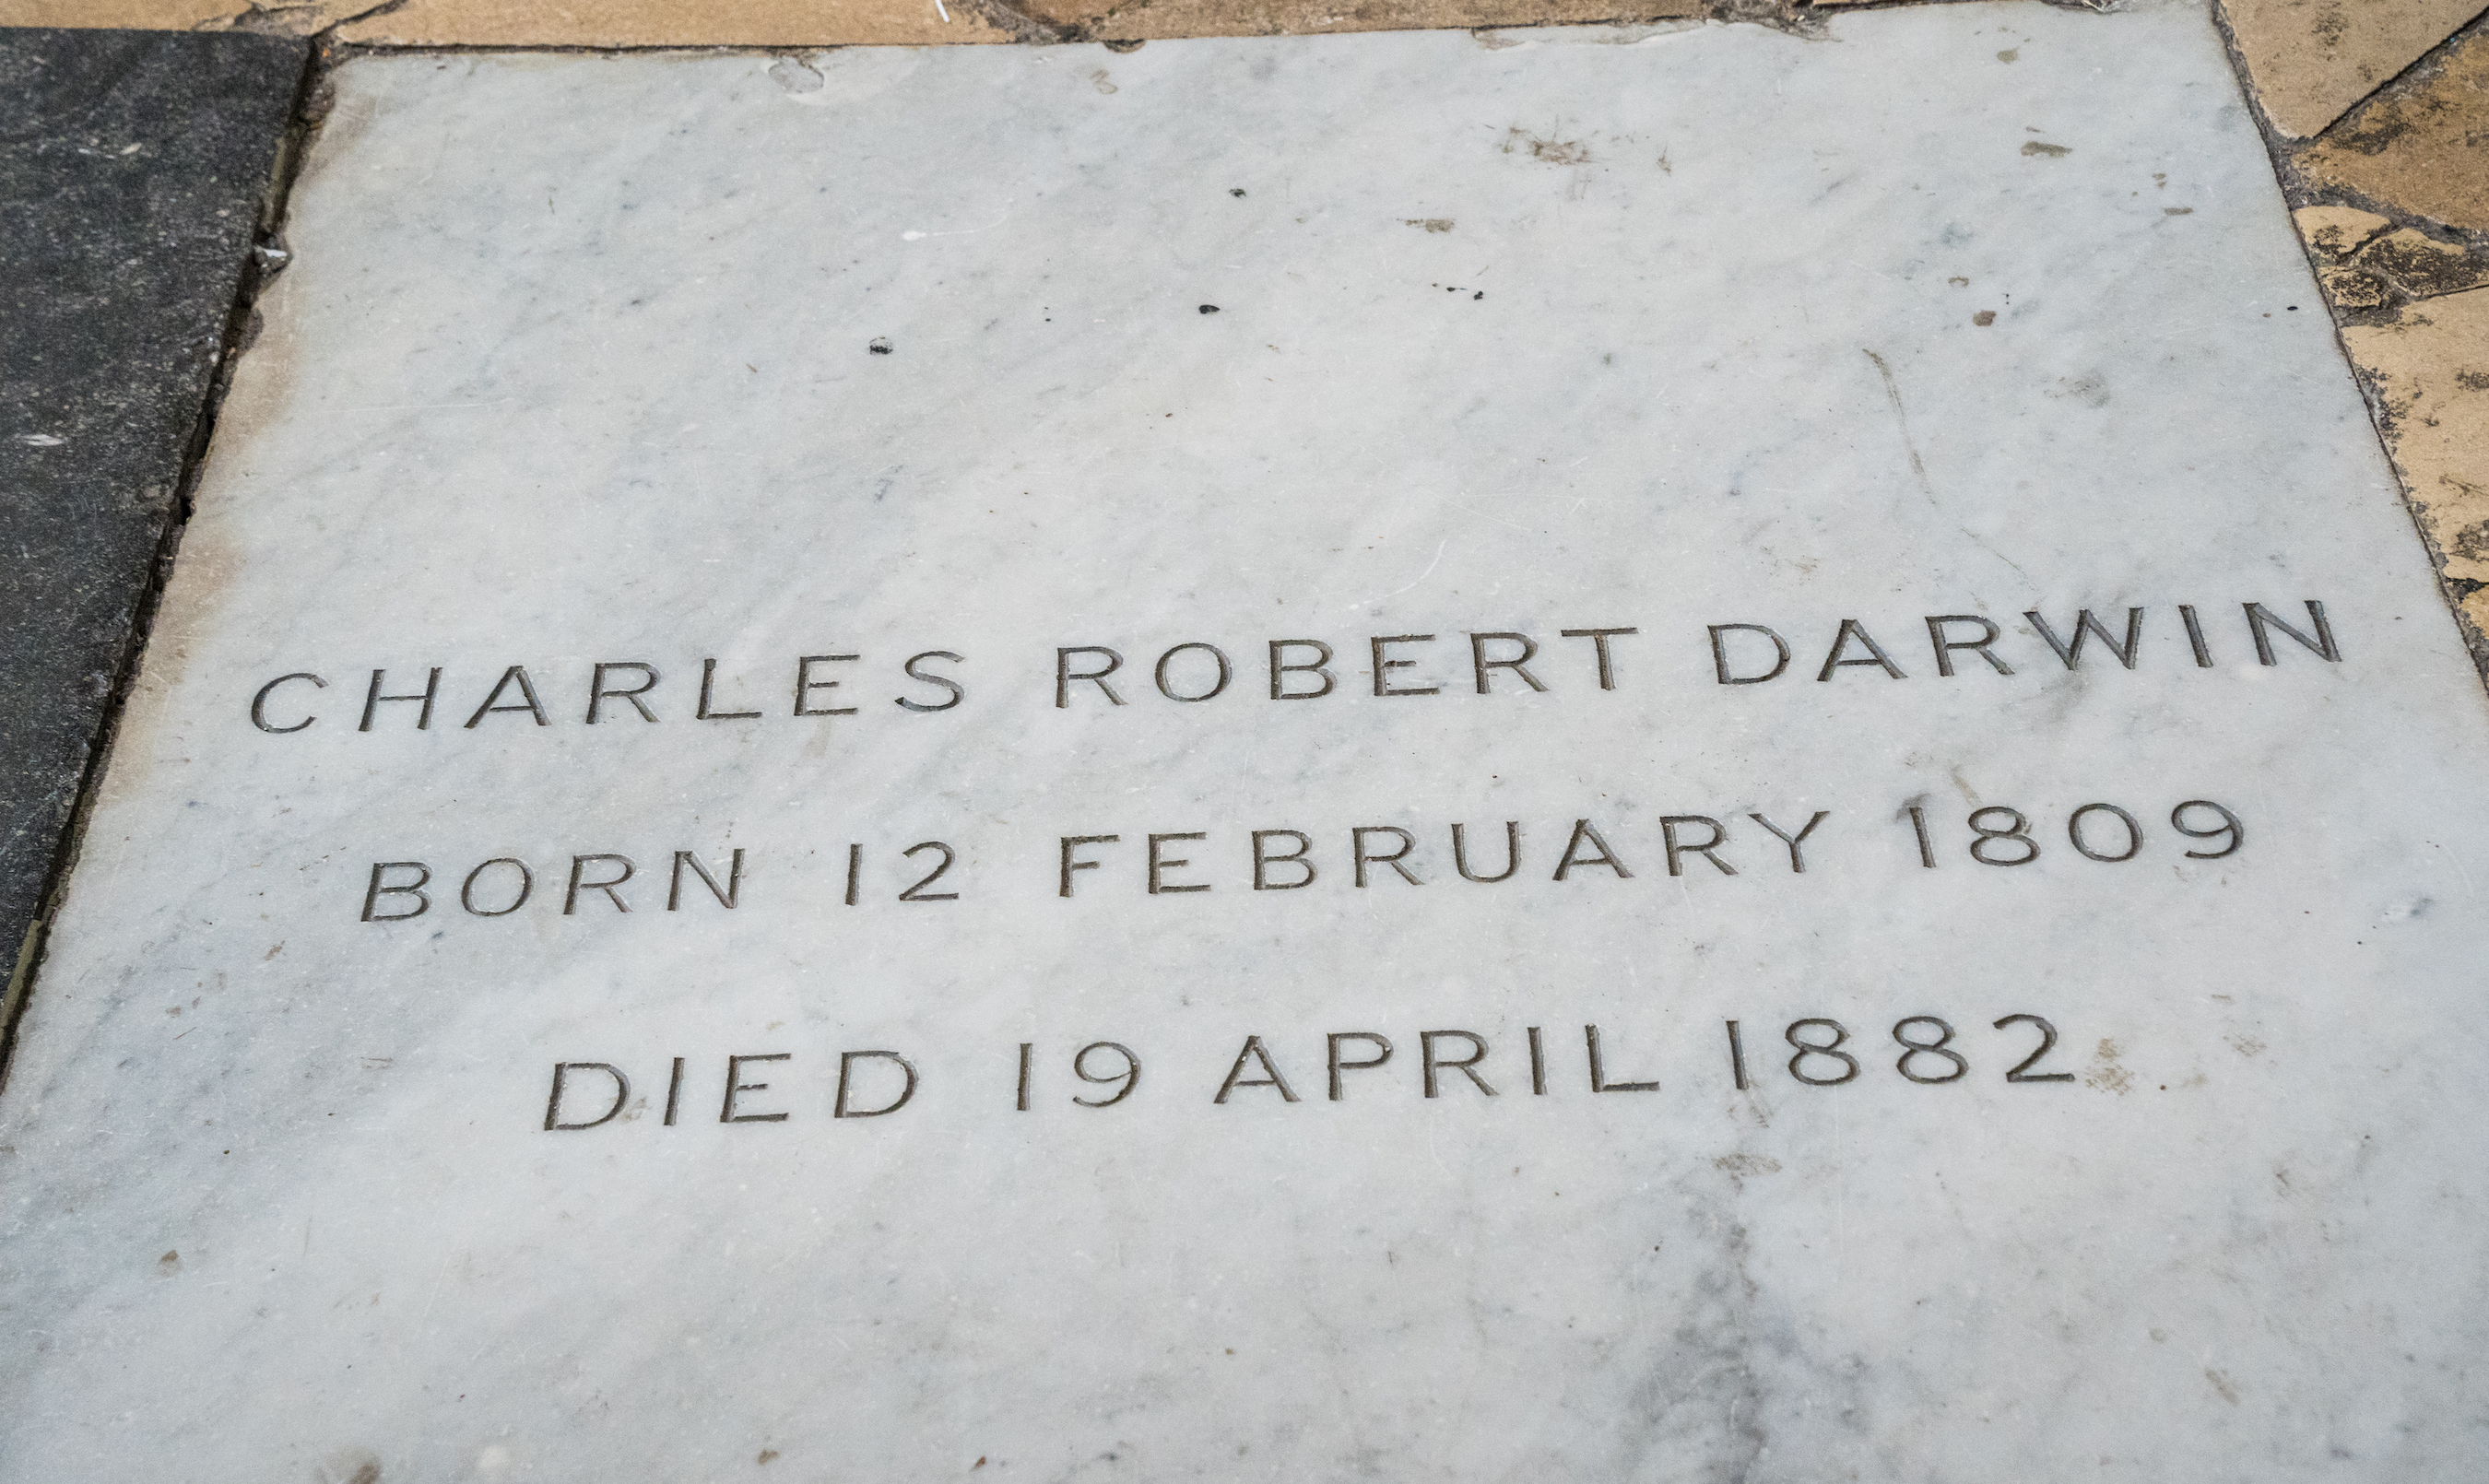 CHARLES ROBERT DARWIN
BORN 12 FEBRUARY 1809
DIED 19 APRIL 1882